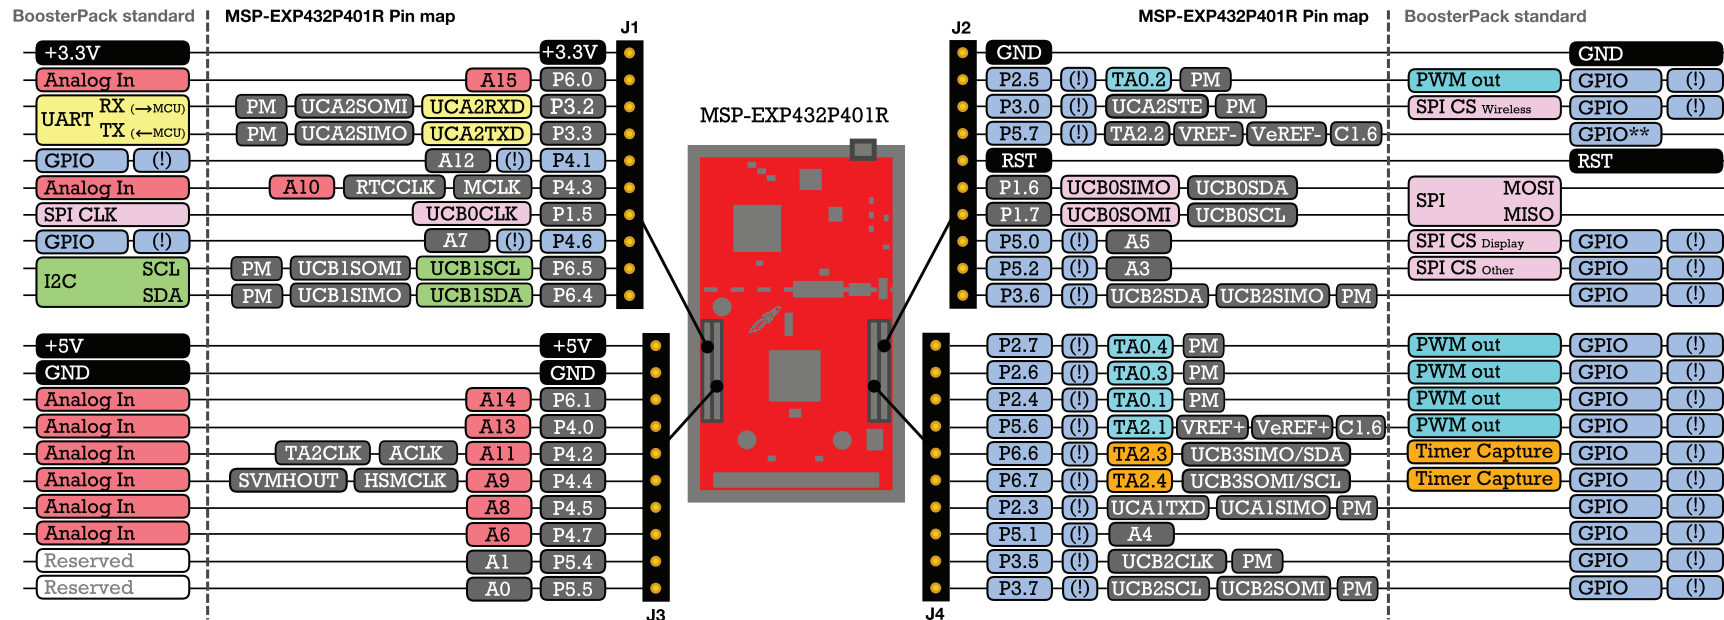 BoosterPack standard MSP-EXP432P401R Pin map J1
+3.3V +3.3V
Analog In A15 P6.0
UART RX (→MCU) PM UCA2SOMI UCA2RXD P3.2
TX (←MCU) PM UCA2SIMO UCA2TXD P3.3
GPIO (!) A12 (!) P4.1
Analog In A10 RTCCLK MCLK P4.3
SPI CLK UCB0CLK P1.5
GPIO (!) A7 (!) P4.6
I2C SCL PM UCB1SOMI UCB1SCL P6.5
SDA PM UCB1SIMO UCB1SDA P6.4
+5V +5V
GND GND
Analog In A14 P6.1
Analog In A13 P4.0
Analog In TA2CLK ACLK A11 P4.2
Analog In SVMHOUT HSMCLK A9 P4.4
Analog In A8 P4.5
Analog In A6 P4.7
Reserved A1 P5.4
Reserved A0 P5.5
J3
MSP-EXP432P401R
J2 MSP-EXP432P401R Pin map BoosterPack standard
GND GND
P2.5 (!) TA0.2 PM PWM out GPIO (!)
P3.0 (!) UCA2STE PM SPI CS Wireless GPIO (!)
P5.7 (!) TA2.2 VREF- VeREF- C1.6 GPIO**
RST RST
P1.6 UCB0SIMO UCB0SDA SPI MOSI
P1.7 UCB0SOMI UCB0SCL MISO
P5.0 (!) A5 SPI CS Display GPIO (!)
P5.2 (!) A3 SPI CS Other GPIO (!)
P3.6 (!) UCB2SDA UCB2SIMO PM GPIO (!)
P2.7 (!) TA0.4 PM PWM out GPIO (!)
P2.6 (!) TA0.3 PM PWM out GPIO (!)
P2.4 (!) TA0.1 PM PWM out GPIO (!)
P5.6 (!) TA2.1 VREF+ VeREF+ C1.6 PWM out GPIO (!)
P6.6 (!) TA2.3 UCB3SIMO/SDA Timer Capture GPIO (!)
P6.7 (!) TA2.4 UCB3SOMI/SCL Timer Capture GPIO (!)
P2.3 (!) UCA1TXD UCA1SIMO PM GPIO (!)
P5.1 (!) A4 GPIO (!)
P3.5 (!) UCB2CLK PM GPIO (!)
P3.7 (!) UCB2SCL UCB2SOMI PM GPIO (!)
J4